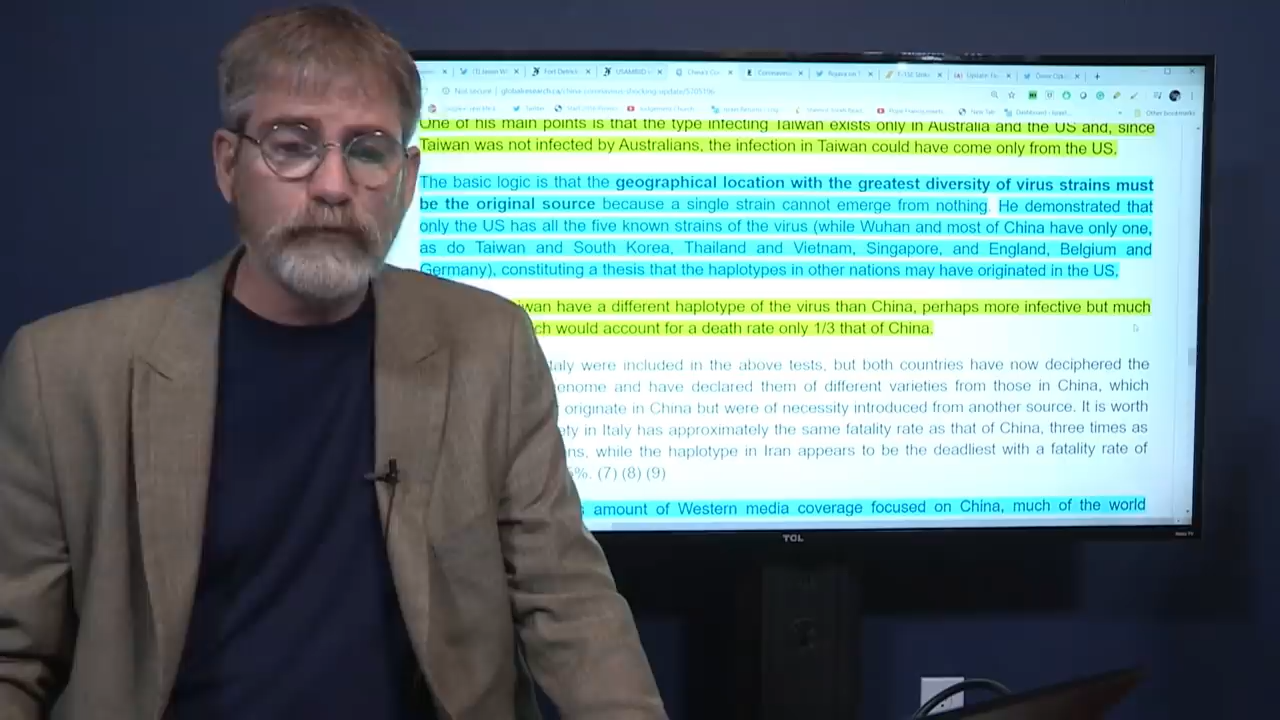 Fort Detrick
USAMRIID
Not secure
Twitter
New Tab
Other bookmarks
One of his main points is that the type infecting Taiwan exists only in Australia and the US and, since
Taiwan was not infected by Australians, the infection in Taiwan could have come only from the US.
The basic logic is that the geographical location with the greatest diversity of virus strains must
be the original source because a single strain cannot emerge from nothing. He demonstrated that
only the US has all the five known strains of the virus (while Wuhan and most of China have only one,
as do Taiwan and South Korea, Thailand and Vietnam, Singapore, and England, Belgium and
Germany), constituting a thesis that the haplotypes in other nations may have originated in the US.
have a different haplotype of the virus than China, perhaps more infective but much
would account for a death rate only 1/3 that of China.
were included in the above tests, but both countries have now deciphered the
and have declared them of different varieties from those in China, which
originate in China but were of necessity introduced from another source. It is worth
in Italy has approximately the same fatality rate as that of China, three times as
while the haplotype in Iran appears to be the deadliest with a fatality rate of
(7) (8) (9)
amount of Western media coverage focused on China, much of the world
TCL